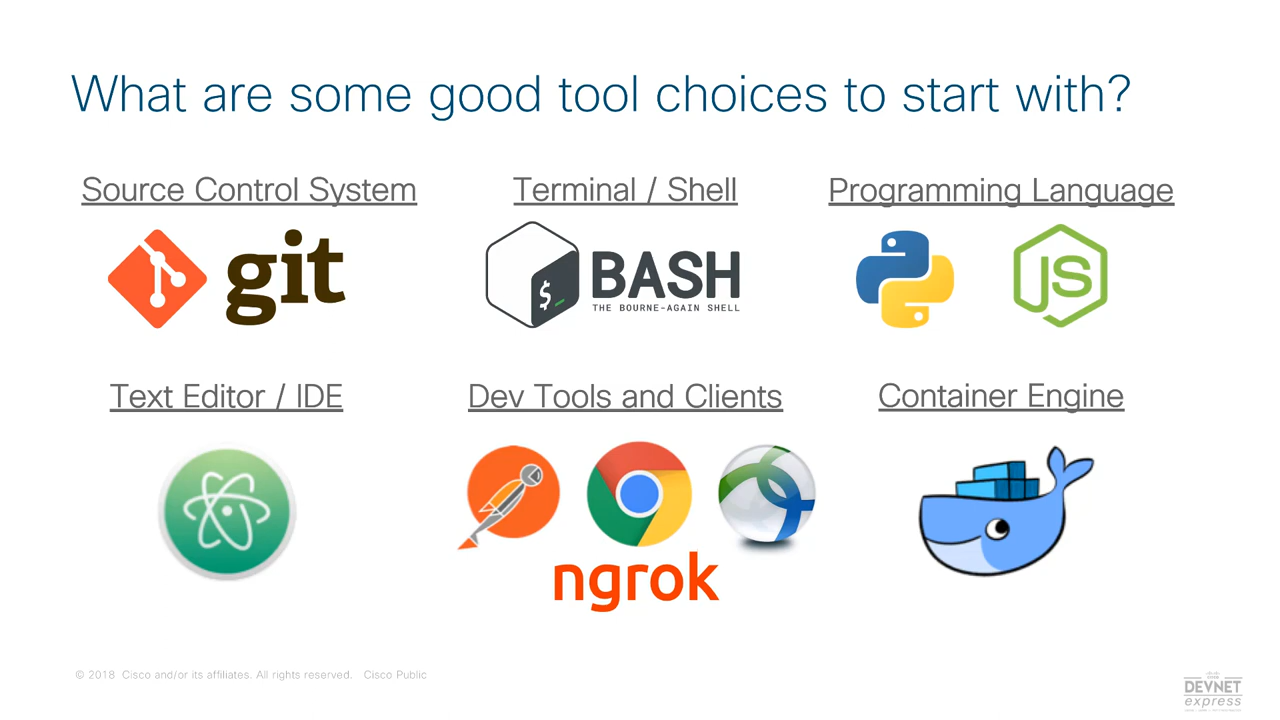 What are some good tool choices to start with?
Source Control System
Terminal / Shell
Programming Language
git
$_
BASH
THE BOURNE-AGAIN SHELL
JS
Text Editor / IDE
Dev Tools and Clients
Container Engine
ngrok
© 2018 Cisco and/or its affiliates. All rights reserved. Cisco Public
DEVNET
express